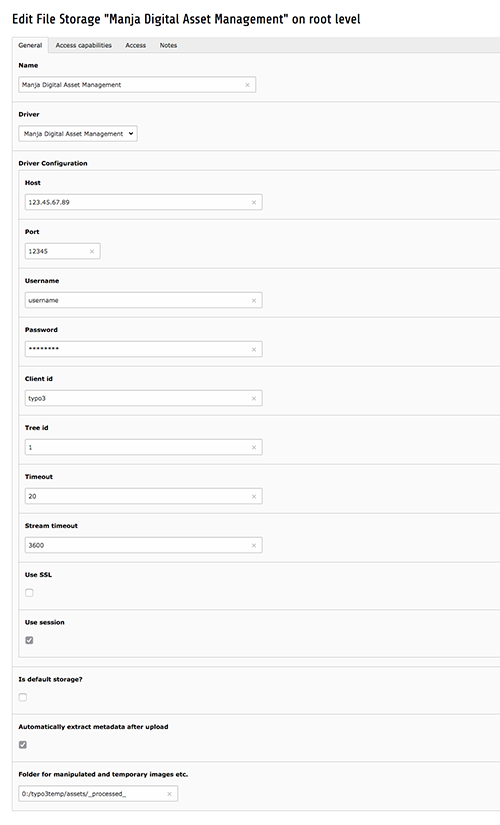 Edit File Storage "Manja Digital Asset Management" on root level
General Access capabilities Access Notes
Name
Manja Digital Asset Management
Driver
Manja Digital Asset Management
Driver Configuration
Host
123.45.67.89
Port
12345
Username
username
Password
********
Client id
typo3
Tree id
1
Timeout
20
Stream timeout
3600
Use SSL
Use session
Is default storage?
Automatically extract metadata after upload
Folder for manipulated and temporary images etc.
0:/typo3temp/assets/_processed_